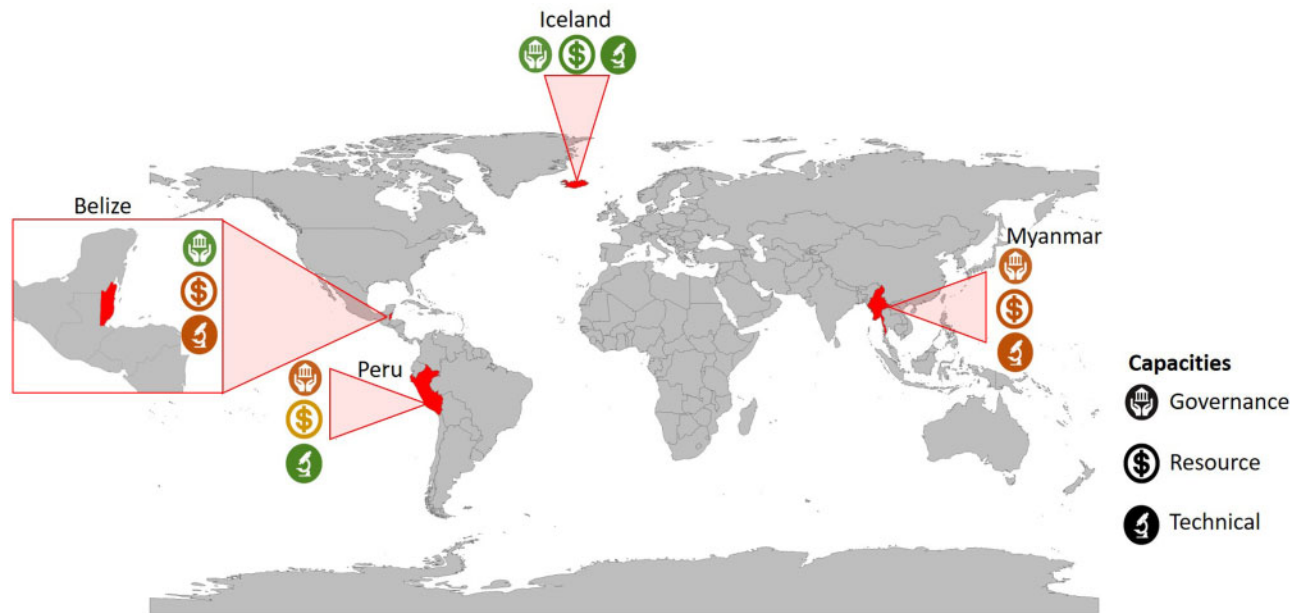 Iceland
Belize
Myanmar
Peru
Capacities
Governance
Resource
Technical